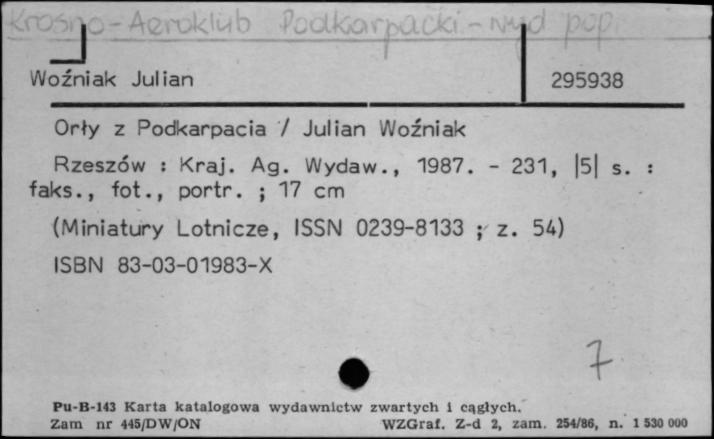 Krosno - Aeroklub Podkarpacki - wyd pop.
Woźniak Julian
295938
Orły z Podkarpacia / Julian Woźniak
Rzeszów : Kraj. Ag. Wydaw., 1987. - 231, |5| s. :
faks., fot., portr. ; 17 cm
(Miniatury Lotnicze, ISSN 0239-8133 ; z. 54)
ISBN 83-03-01983-X
7
Pu-B-143 Karta katalogowa wydawnictw zwartych i cągłych.
Zam nr 445/DW/ON
WZGraf. Z-d 2, zam. 254/86, n. 1 530 000